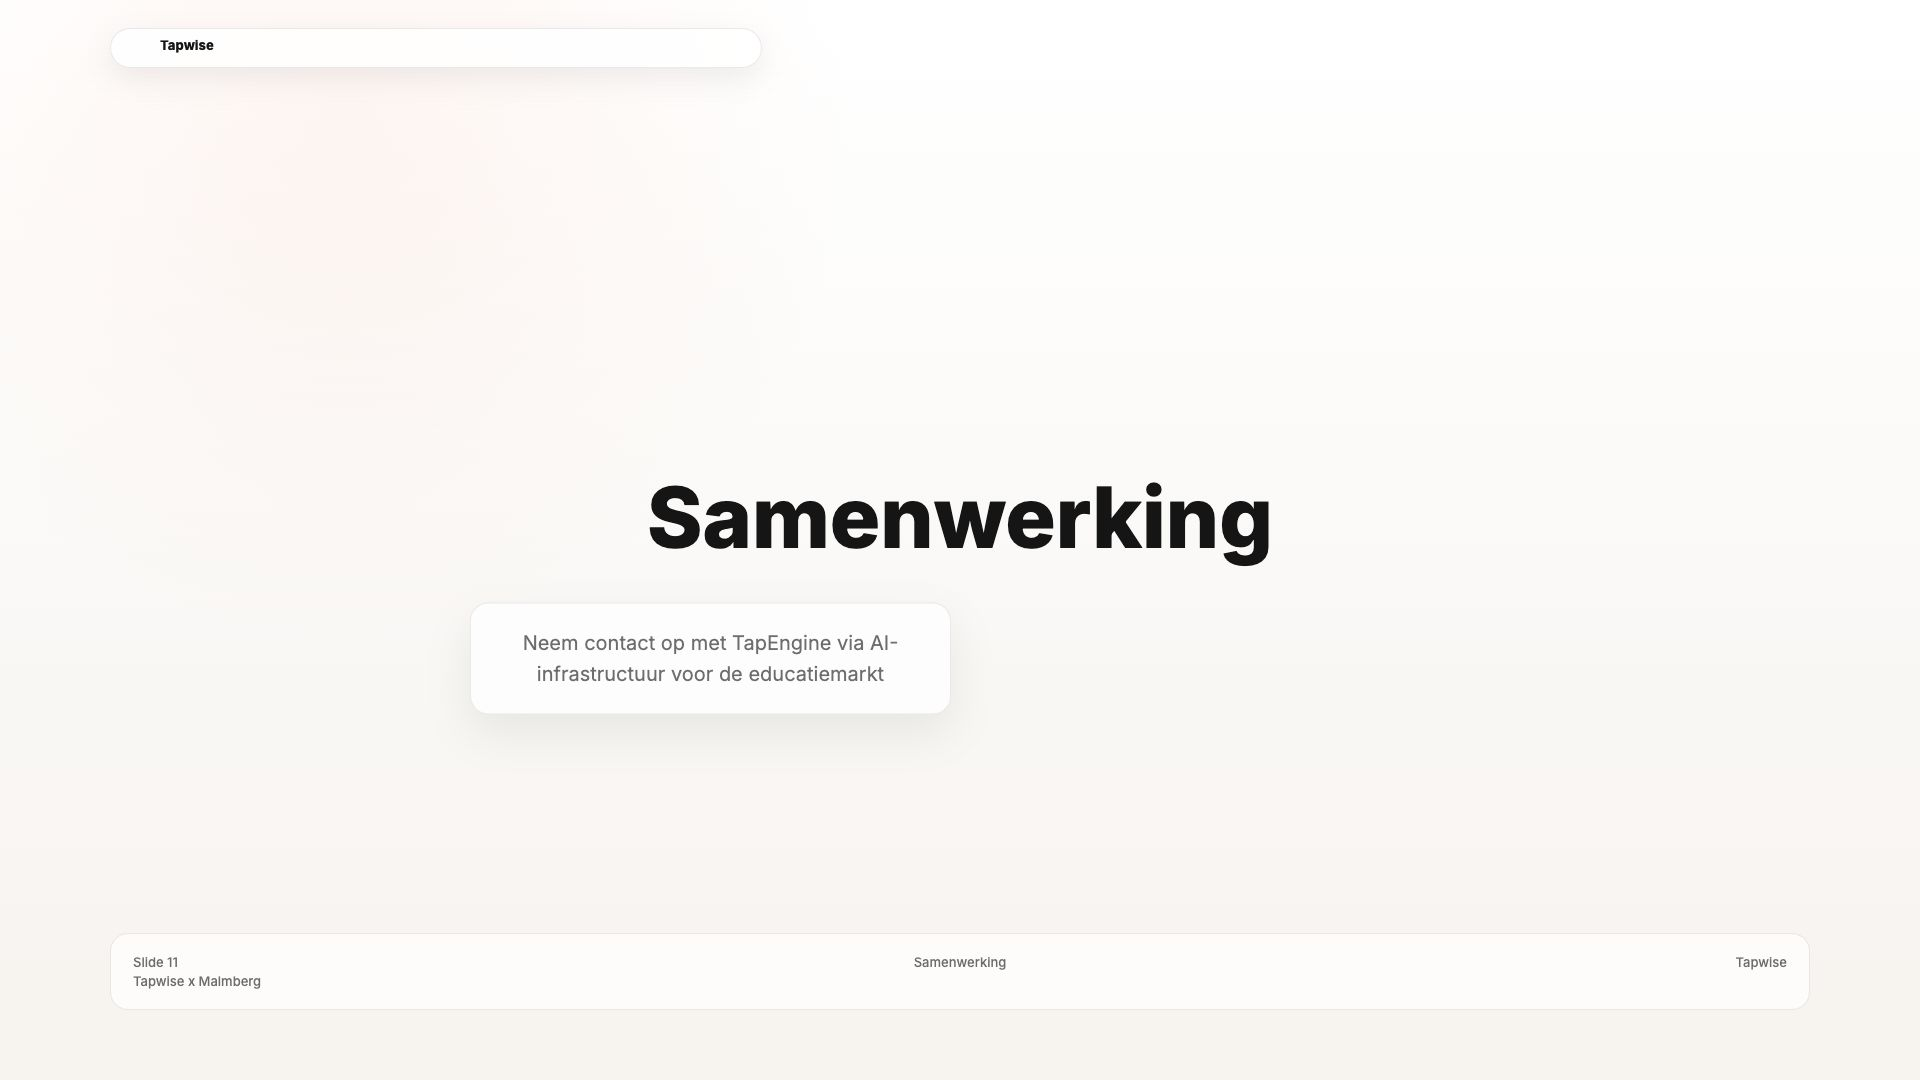 Tapwise
Samenwerking
Neem contact op met TapEngine via AI-
infrastructuur voor de educatiemarkt
Slide 11
Tapwise x Malmberg
Samenwerking
Tapwise